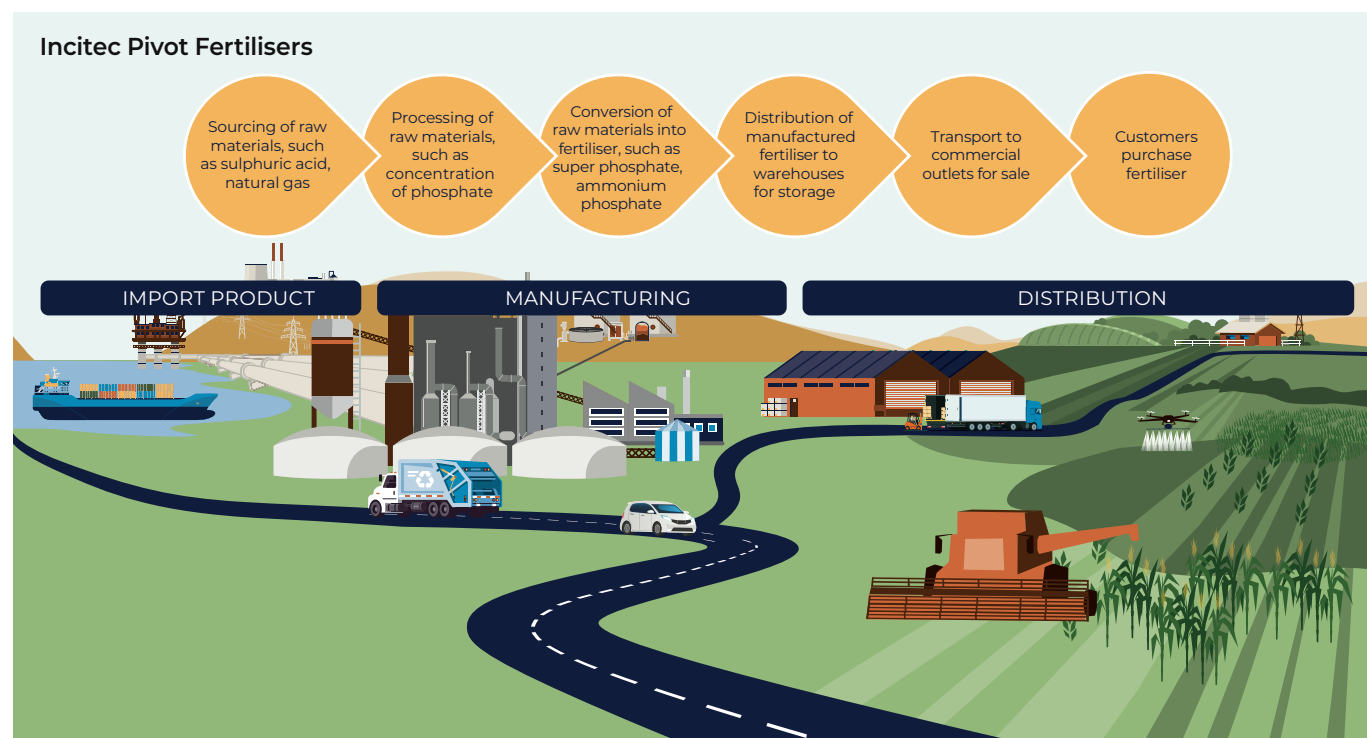 Incitec Pivot Fertilisers
Sourcing of raw
materials, such
as sulphuric acid,
natural gas
Processing of
raw materials,
such as
concentration
of phosphate
Conversion of
raw materials into
fertiliser, such as
super phosphate,
ammonium
phosphate
Distribution of
manufactured
fertiliser to
warehouses
for storage
Transport to
commercial
outlets for sale
Customers
purchase
fertiliser
IMPORT PRODUCT
MANUFACTURING
DISTRIBUTION